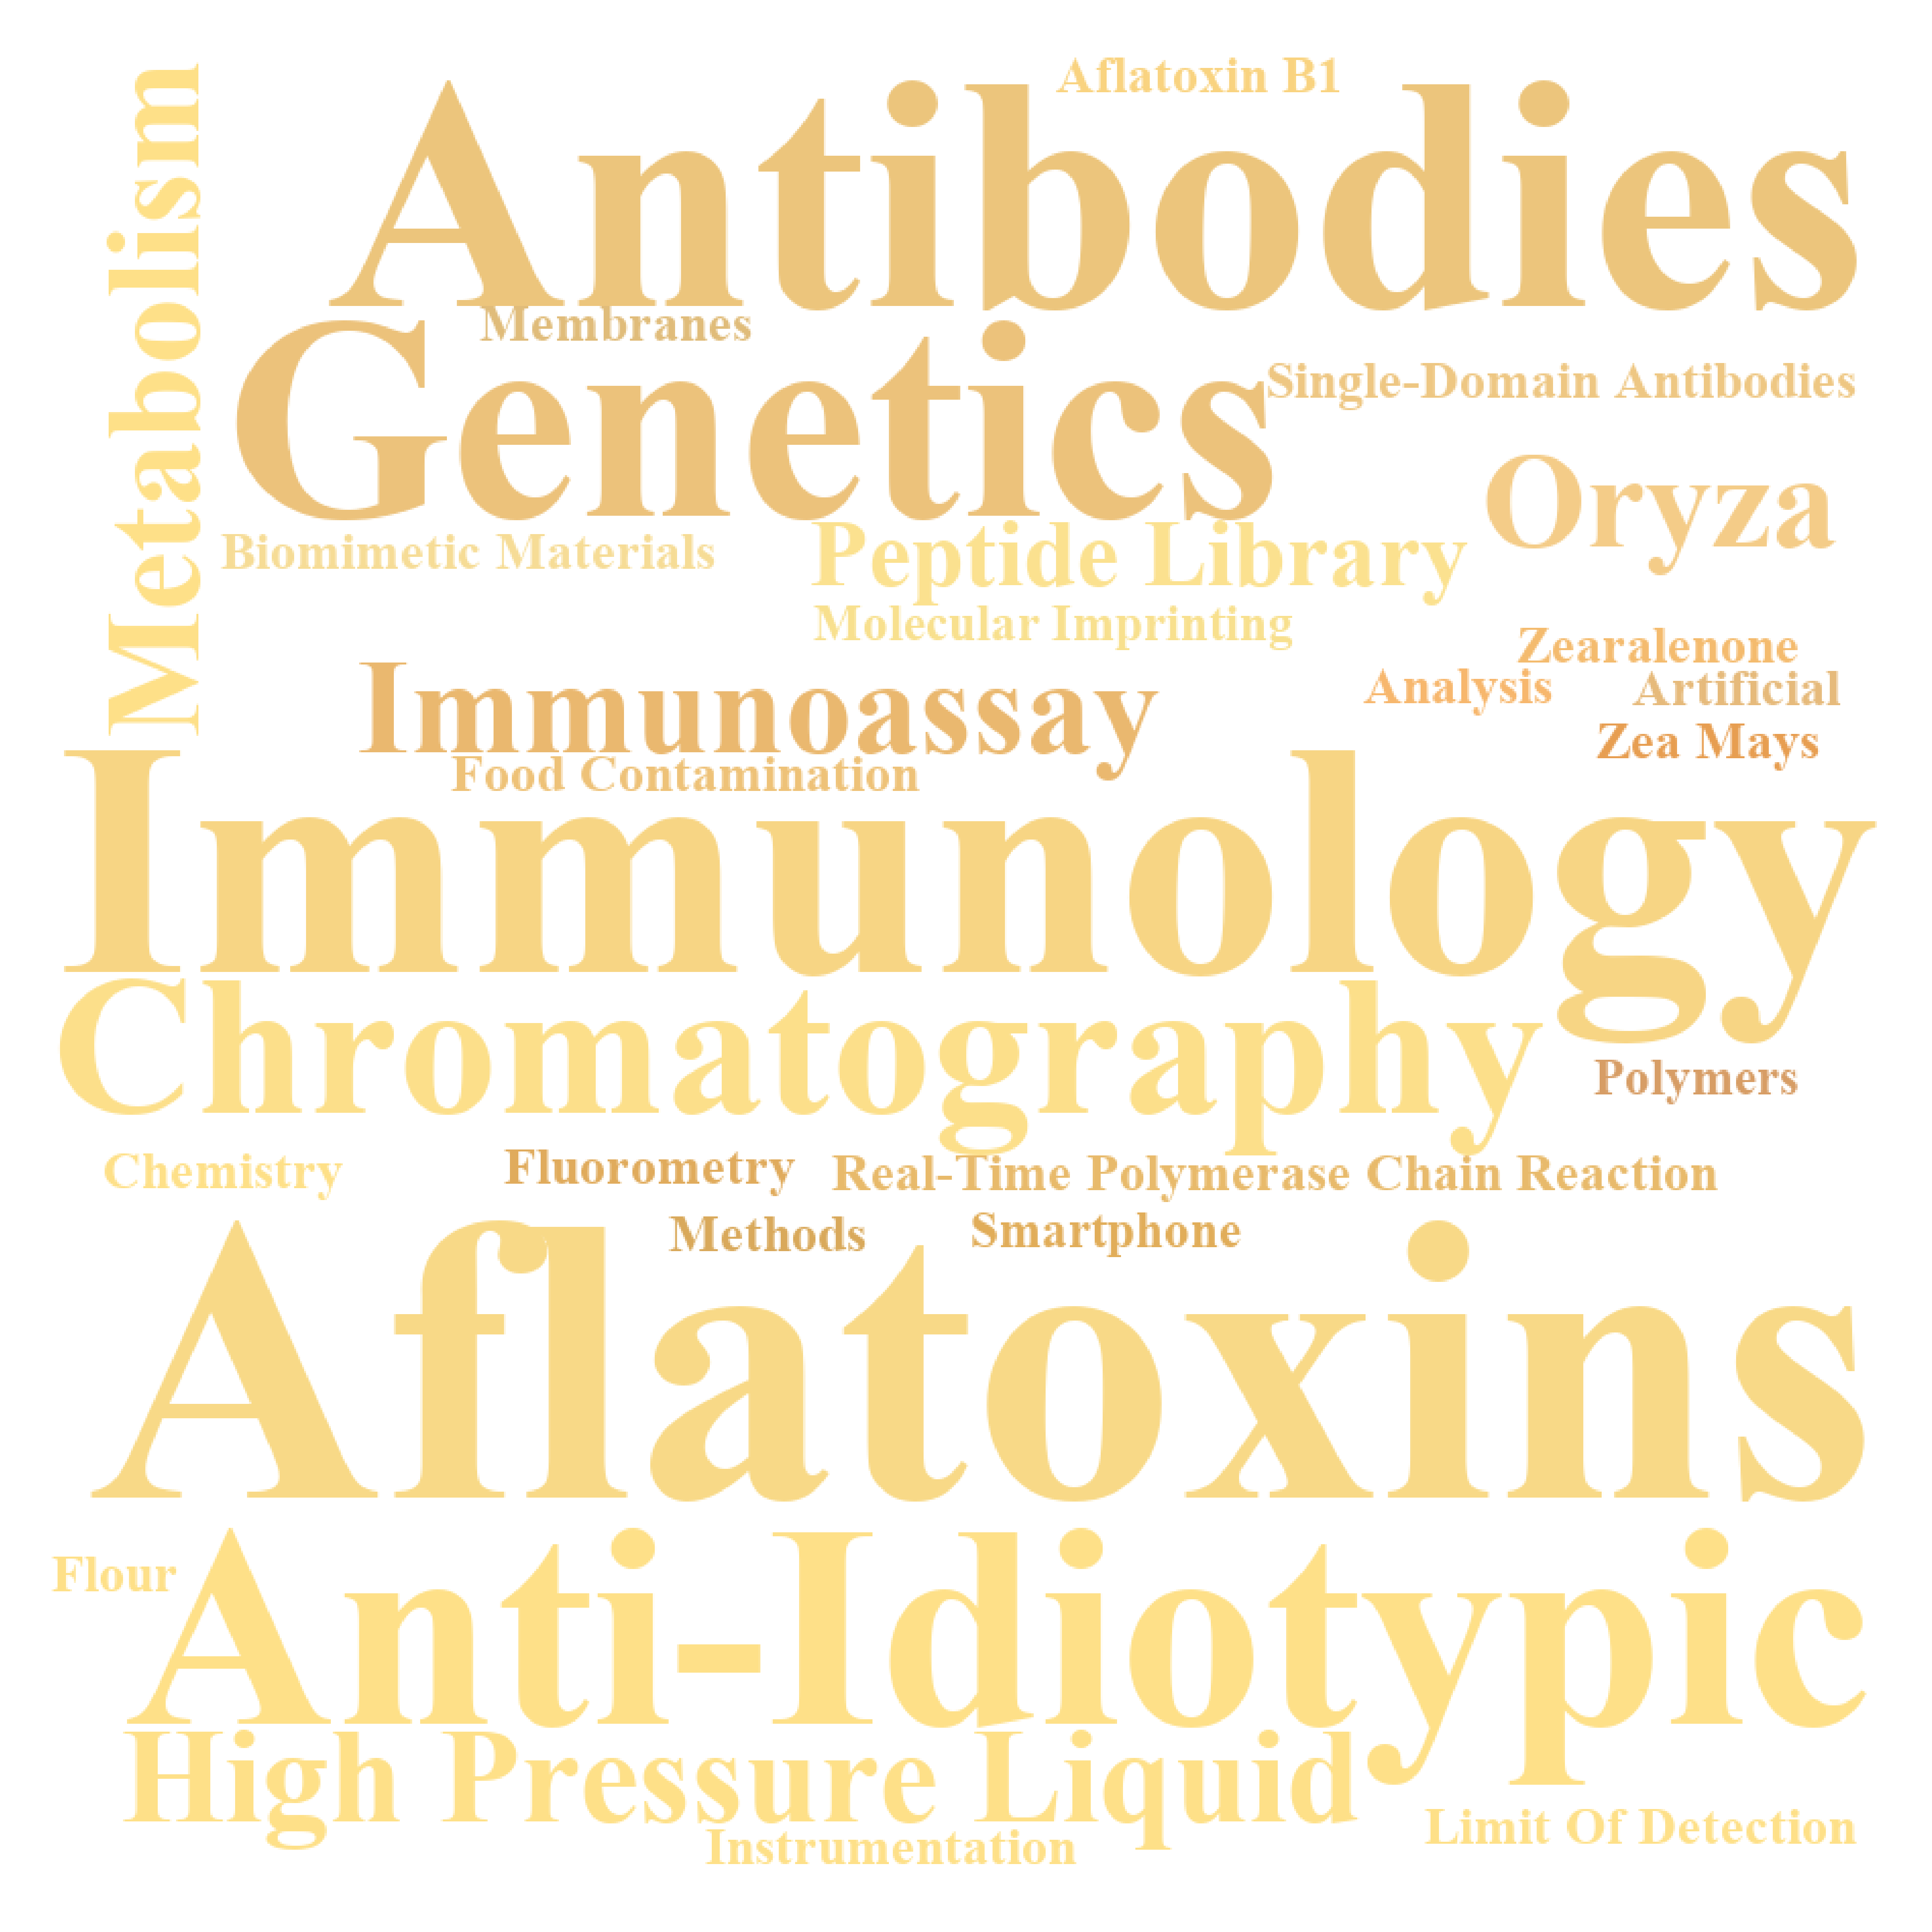 Aflatoxin B1
Metabolism
Antibodies
Membranes
Genetics
Single-Domain Antibodies
Oryza
Biomimetic Materials
Peptide Library
Molecular Imprinting
Zearalenone
Immunoassay
Analysis
Artificial
Zea Mays
Food Contamination
Immunology
Chromatography
Polymers
Chemistry
Fluorometry
Real-Time Polymerase Chain Reaction
Methods
Smartphone
Aflatoxins
Flour
Anti-Idiotypic
High Pressure Liquid
Limit Of Detection
Instrumentation